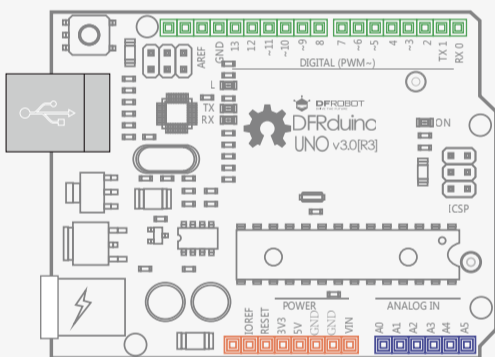 AREF
GND
13
12
~11
~10
~9
8
7
~6
~5
4
~3
2
TX 1
RX 0
DIGITAL (PWM~)
L
TX
RX
DFROBOT
DFRduino
UNO v3.0[R3]
ON
ICSP
POWER
ANALOG IN
IOREF
RESET
3V3
5V
GND
GND
VIN
A0
A1
A2
A3
A4
A5